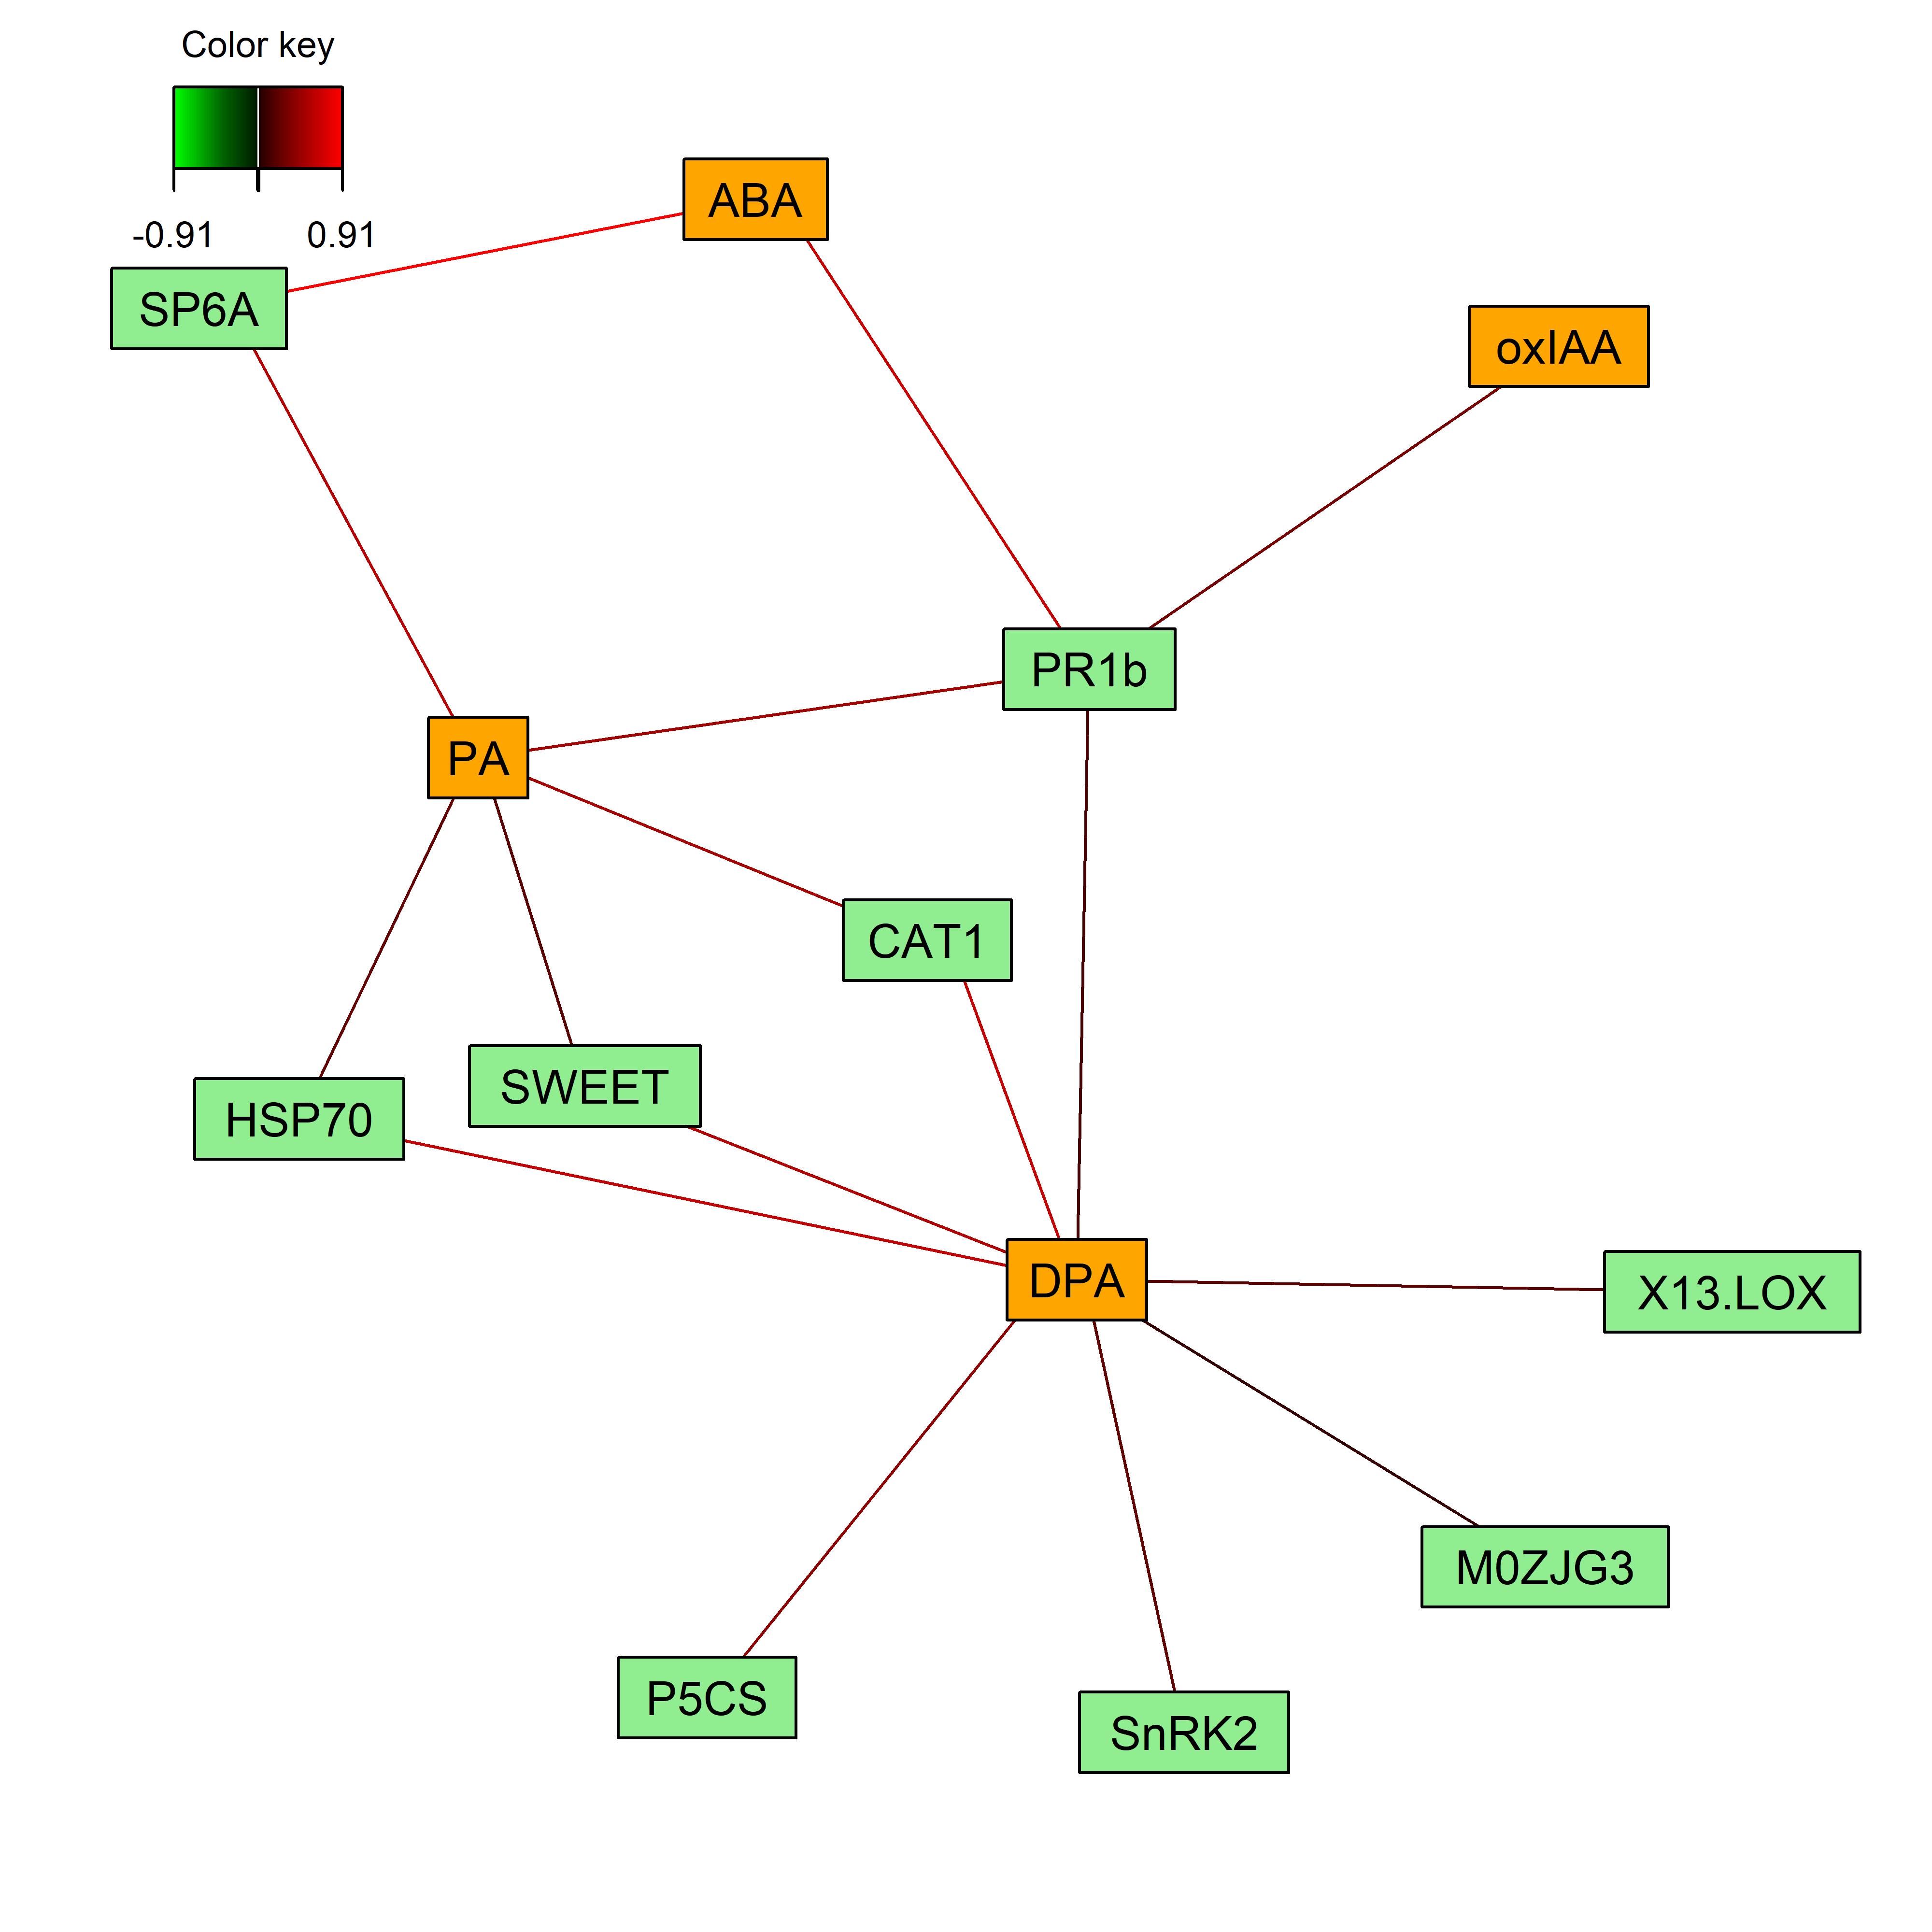 Color key
-0.91 0.91
ABA
SP6A
oxIAA
PR1b
PA
CAT1
SWEET
HSP70
DPA
X13.LOX
M0ZJG3
P5CS
SnRK2